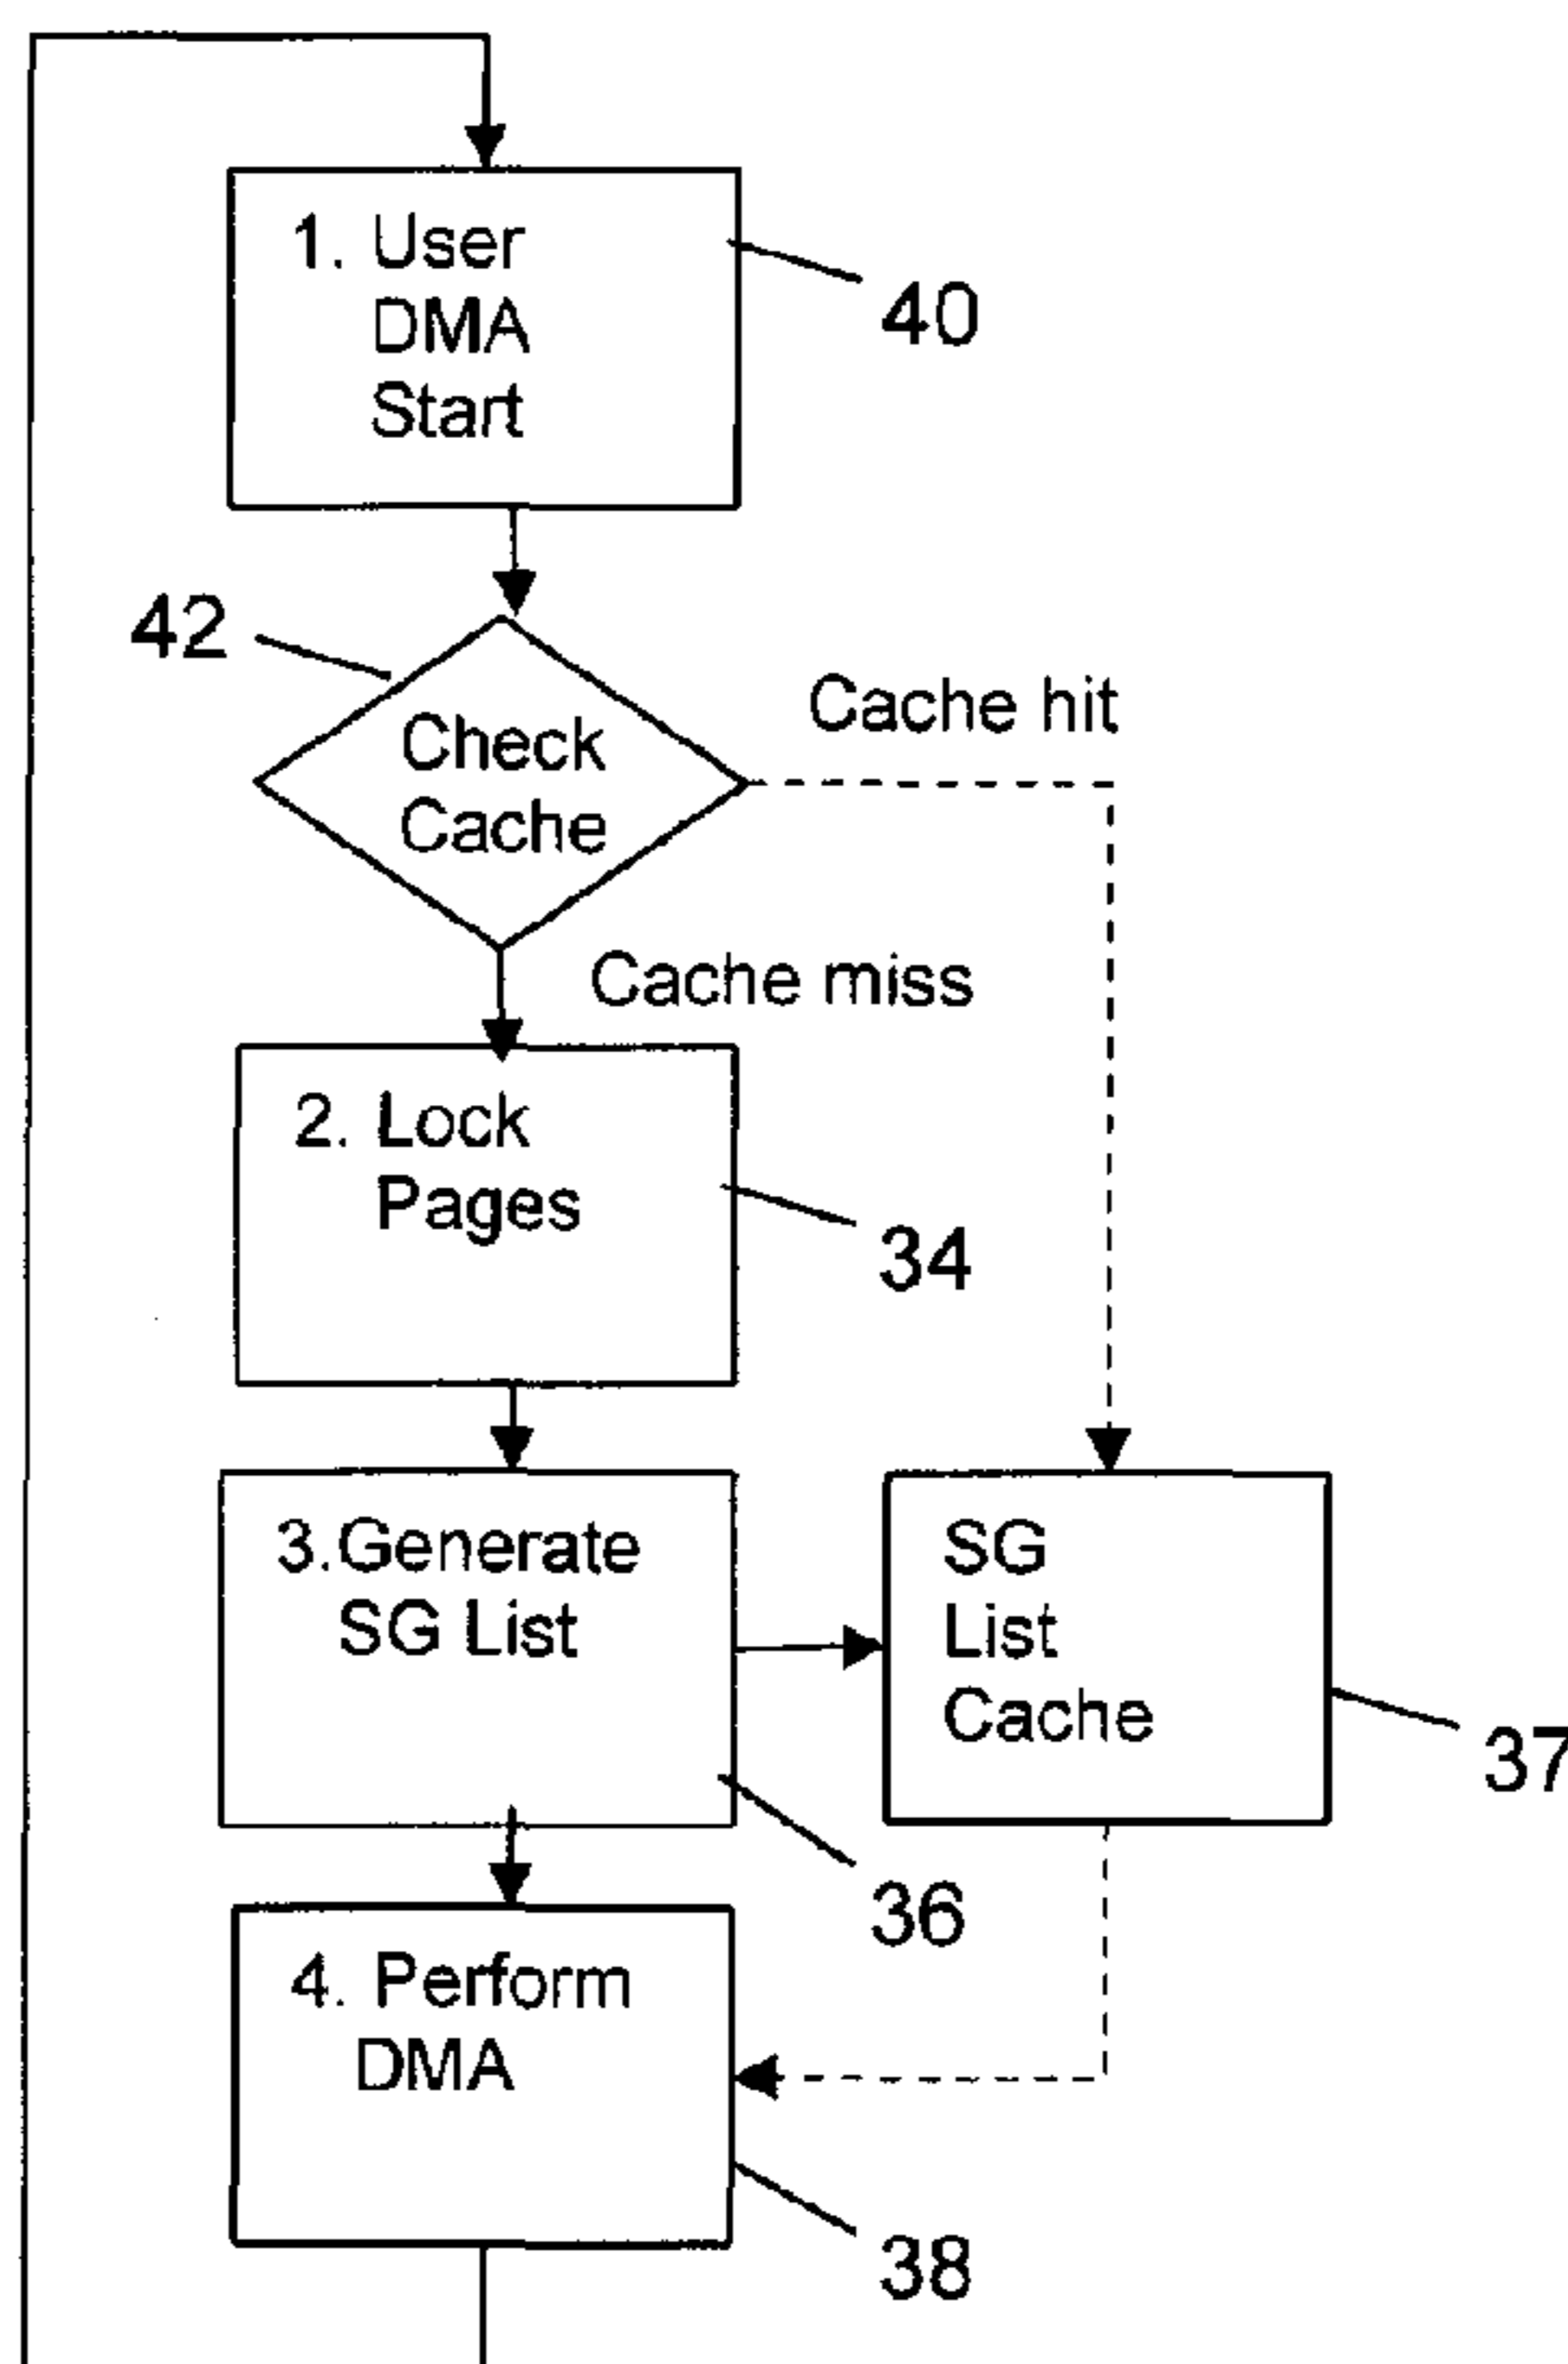 1. User
DMA
Start
40
42
Check
Cache
Cache hit
Cache miss
2. Lock
Pages
34
3.Generate
SG List
36
SG
List
Cache
37
4. Perform
DMA
38